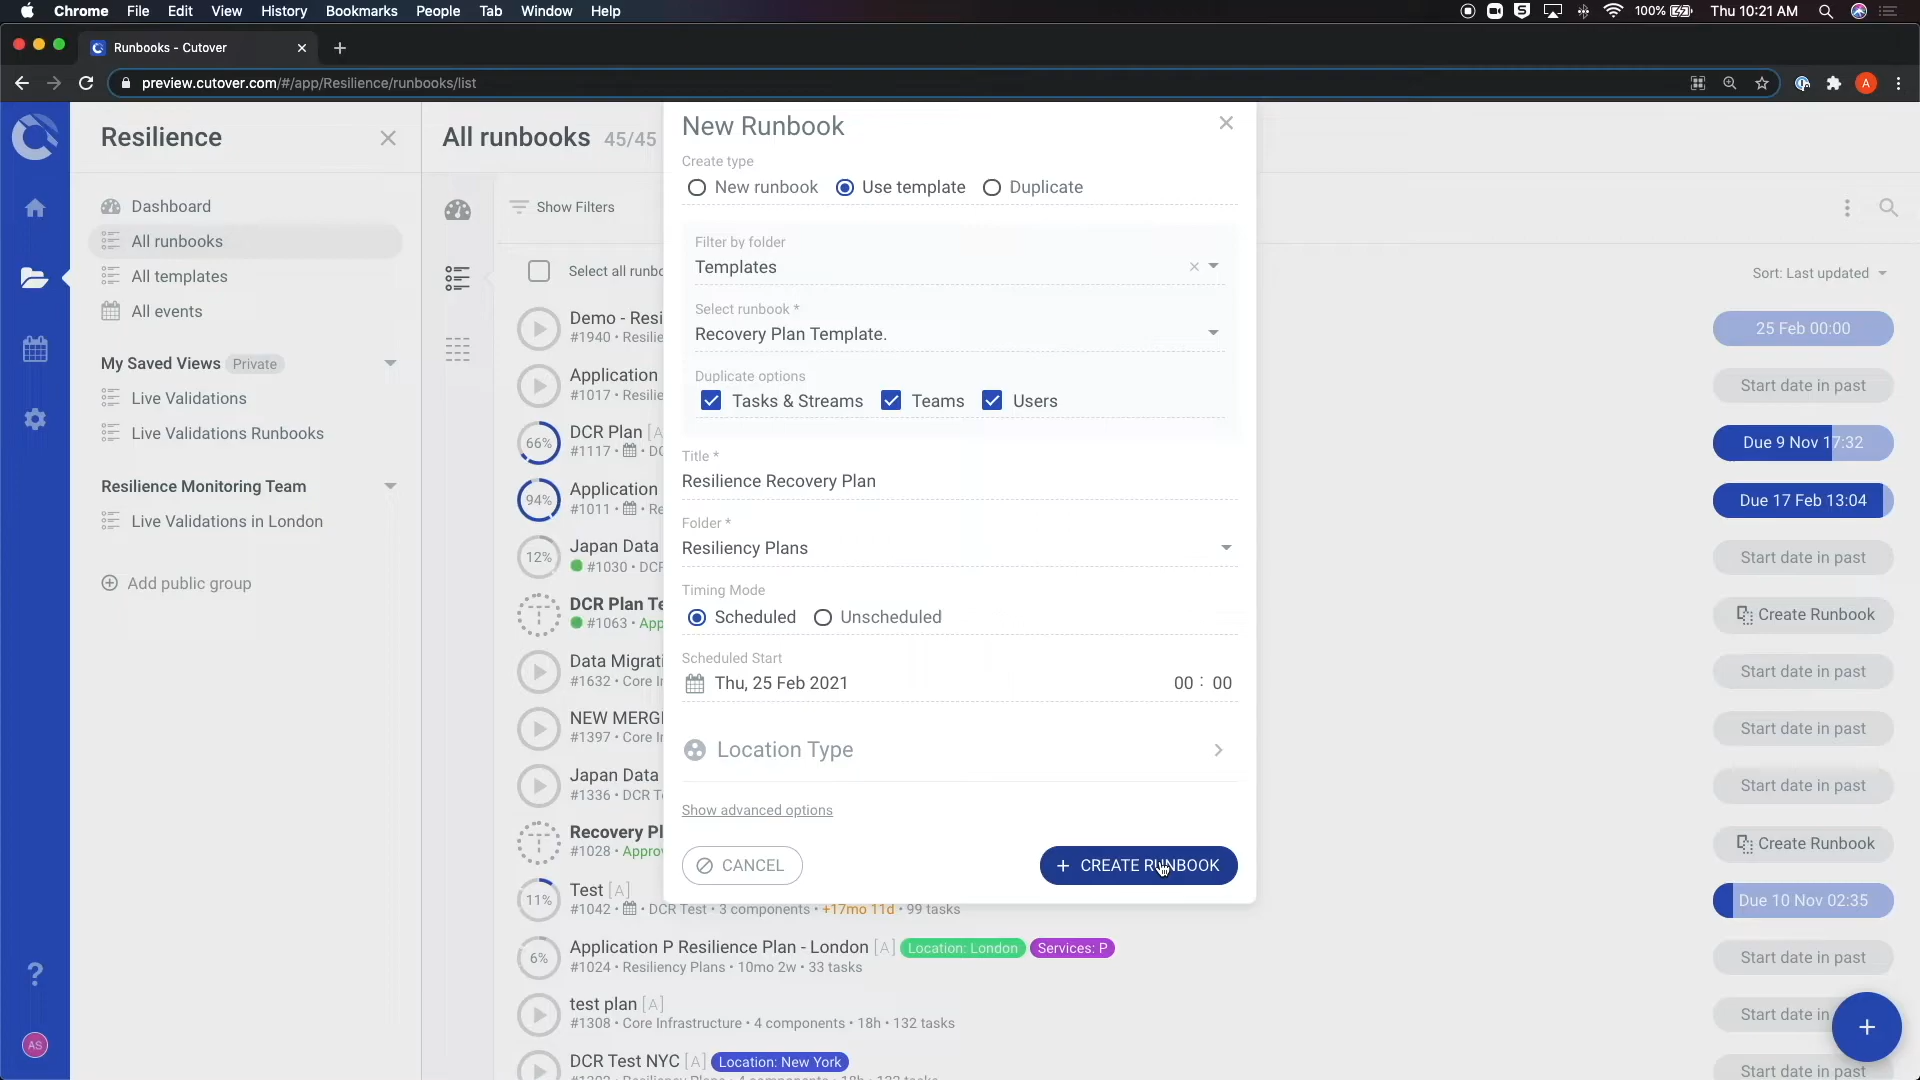 Chrome File Edit View History Bookmarks People Tab Window Help
100% Thu 10:21 AM
Runbooks - Cutover
preview.cutover.com/#/app/Resilience/runbooks/list
A
Resilience
Dashboard
All runbooks
All templates
All events
My Saved Views Private
Live Validations
Live Validations Runbooks
Resilience Monitoring Team
Live Validations in London
Add public group
AS
All runbooks 45/45
Show Filters
Sort: Last updated
Select all runbo
Demo - Resi
#1940 • Resilie
25 Feb 00:00
Application
#1017 • Resilie
Start date in past
66%
DCR Plan [A
#1117 • DC
Due 9 Nov 17:32
94%
Application
#1011 • Re
Due 17 Feb 13:04
12%
Japan Data
#1030 • DCR
Start date in past
DCR Plan Te
#1063 • App
Create Runbook
Data Migrati
#1632 • Core I
Start date in past
NEW MERG
#1397 • Core I
Start date in past
Japan Data
#1336 • DCR T
Start date in past
Recovery Pl
#1028 • Appro
Create Runbook
11%
Test [A]
#1042 • DCR Test • 3 components • +17mo 11d • 99 tasks
Due 10 Nov 02:35
6%
Application P Resilience Plan - London [A] Location: London Services: P
#1024 • Resiliency Plans • 10mo 2w • 33 tasks
Start date in past
test plan [A]
#1308 • Core Infrastructure • 4 components • 18h • 132 tasks
Start date in
DCR Test NYC [A] Location: New York
Start date in past
New Runbook
Create type
New runbook Use template Duplicate
Filter by folder
Templates
Select runbook *
Recovery Plan Template.
Duplicate options
Tasks & Streams Teams Users
Title *
Resilience Recovery Plan
Folder *
Resiliency Plans
Timing Mode
Scheduled Unscheduled
Scheduled Start
Thu, 25 Feb 2021 00 : 00
Location Type
Show advanced options
CANCEL
+ CREATE RUNBOOK